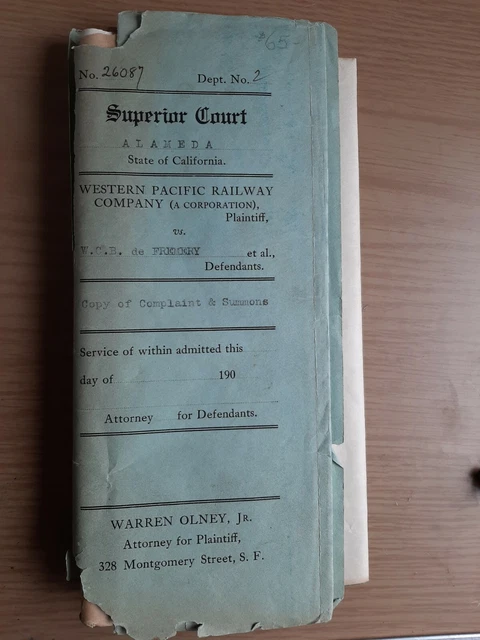 $65-
No. 26087 Dept. No. 2
Superior Court
ALAMEDA
State of California.
WESTERN PACIFIC RAILWAY
COMPANY (A CORPORATION),
Plaintiff,
vs.
W.C.B. de FREMERY et al.,
Defendants.
Copy of Complaint & Summons
Service of within admitted this
day of 190
Attorney for Defendants.
WARREN OLNEY, Jr.
Attorney for Plaintiff,
328 Montgomery Street, S. F.